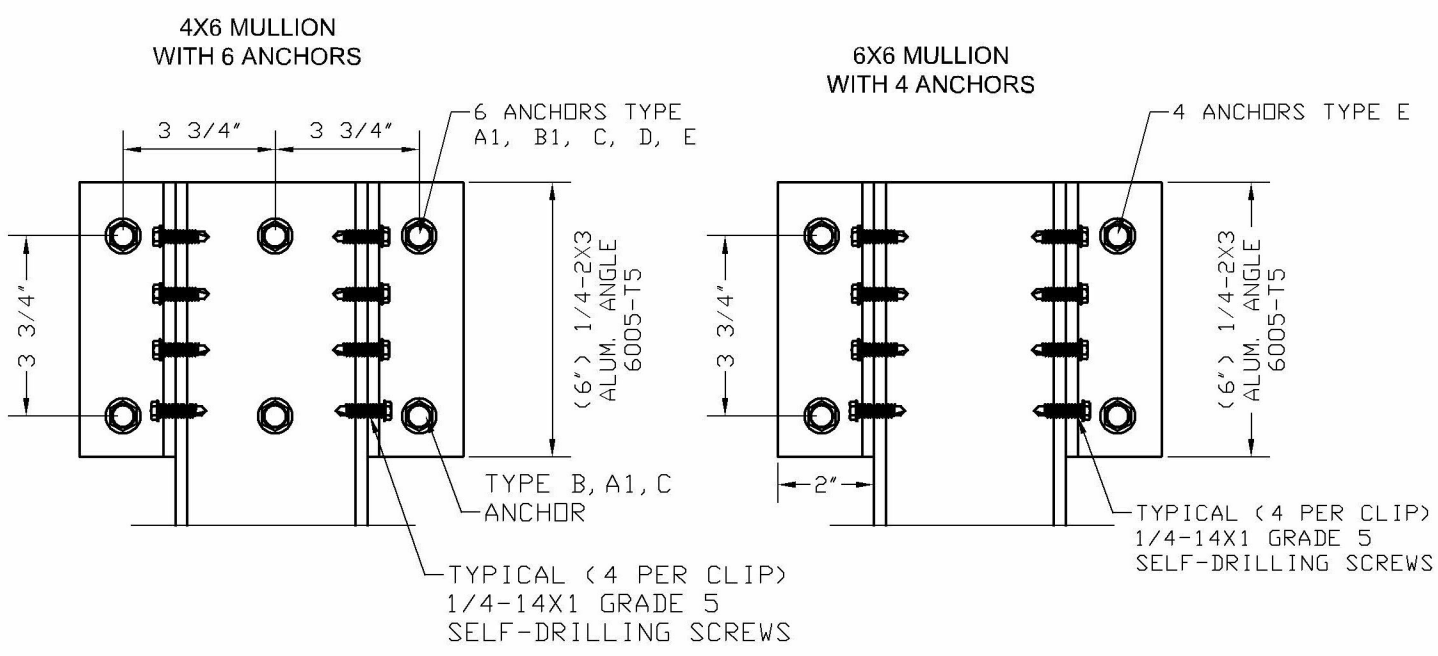 4X6 MULLION
WITH 6 ANCHORS
3 3/4"
3 3/4"
6 ANCHORS TYPE
A1, B1, C, D, E
3 3/4"
(6") 1/4-2X3
ALUM. ANGLE
6005-T5
TYPE B, A1, C
ANCHOR
TYPICAL (4 PER CLIP)
1/4-14X1 GRADE 5
SELF-DRILLING SCREWS
6X6 MULLION
WITH 4 ANCHORS
4 ANCHORS TYPE E
3 3/4"
(6") 1/4-2X3
ALUM. ANGLE
6005-T5
2"
TYPICAL (4 PER CLIP)
1/4-14X1 GRADE 5
SELF-DRILLING SCREWS